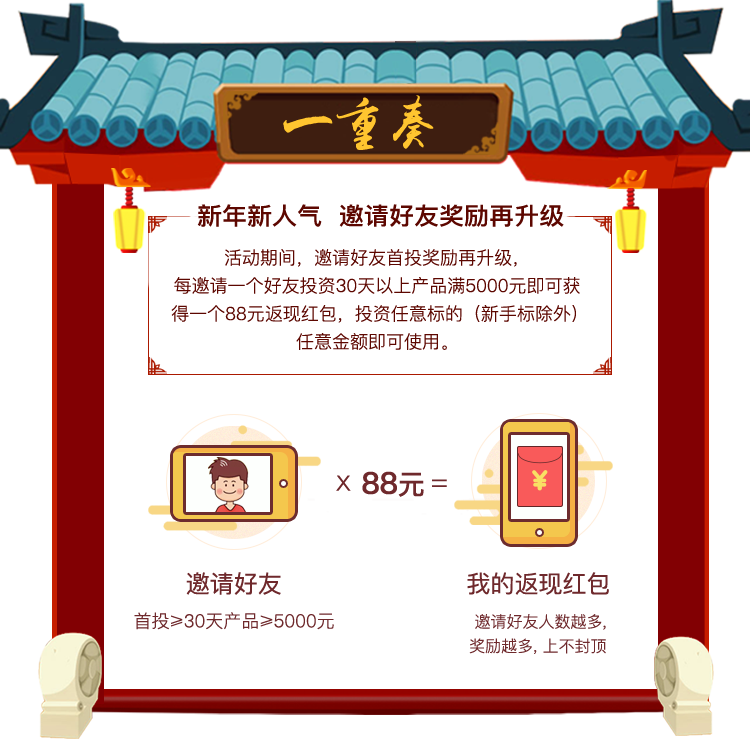 一重奏
新年新人气 邀请好友奖励再升级
活动期间，邀请好友首投奖励再升级，
每邀请一个好友投资30天以上产品满5000元即可获
得一个88元返现红包，投资任意标的（新手标除外）
任意金额即可使用。
x 88元 =
¥
邀请好友 我的返现红包
首投≥30天产品≥5000元
邀请好友人数越多，
奖励越多，上不封顶